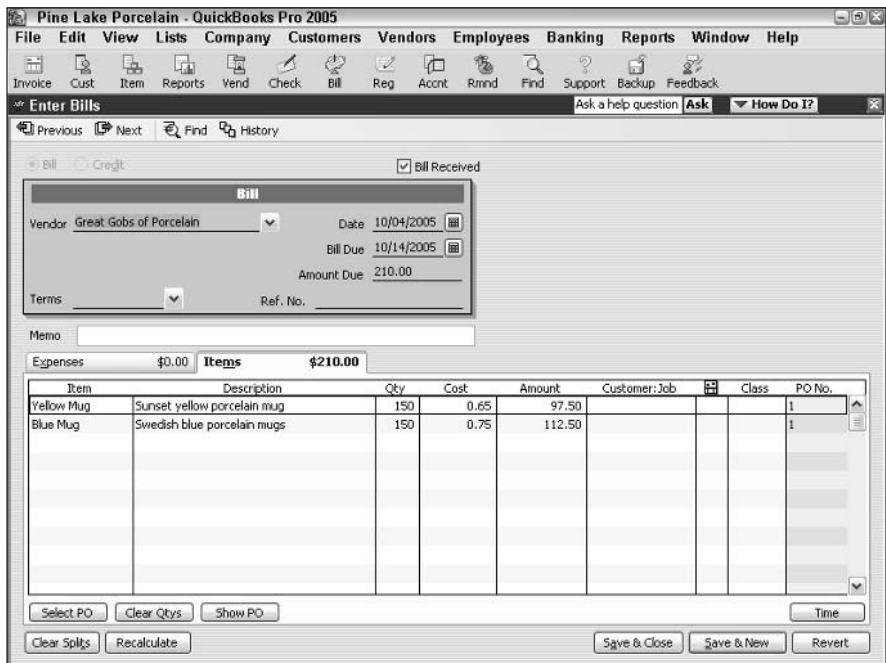 Pine Lake Porcelain - QuickBooks Pro 2005
File Edit View Lists Company Customers Vendors Employees Banking Reports Window Help
Invoice Cust Item Reports Vend Check Bill Reg Accnt Rmnd Find Support Backup Feedback
Enter Bills Ask a help question Ask How Do I?
Previous Next Find History
Bill Credit Bill Received
Bill
Vendor Great Gobs of Porcelain Date 10/04/2005
Bill Due 10/14/2005
Amount Due 210.00
Terms Ref. No.
Memo
Expenses $0.00 Items $210.00
Item Description Qty Cost Amount Customer:Job Class PO No.
Yellow Mug Sunset yellow porcelain mug 150 0.65 97.50 1
Blue Mug Swedish blue porcelain mugs 150 0.75 112.50 1
Select PO Clear Qtys Show PO Time
Clear Splits Recalculate Save & Close Save & New Revert